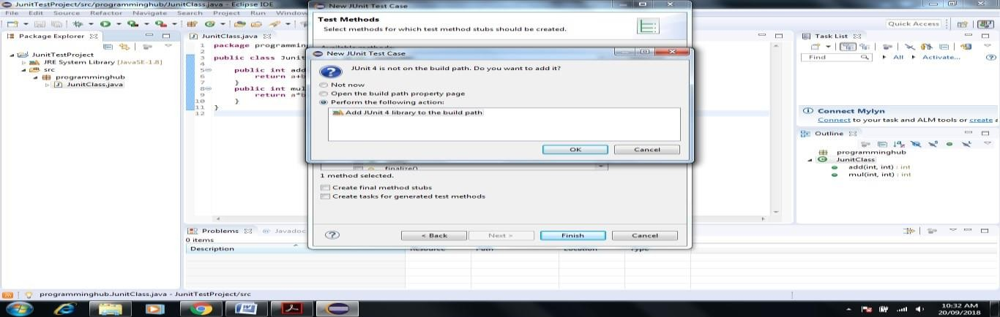 JunitTestProject/src/programminghub/JunitClass.java - Eclipse IDE
File Edit Source Refactor Navigate Search Project Run Window
Quick Access
Package Explorer
JunitTestProject
JRE System Library [JavaSE-1.8]
src
programminghub
JunitClass.java
JunitClass.java
1 package programmin
2
3 public class Junit
4
5 public int add
6 return a+b
7 }
8 public int mul
9 return a*b
10 }
11 }
12
New JUnit Test Case
Test Methods
Select methods for which test method stubs should be created.
New JUnit Test Case
JUnit 4 is not on the build path. Do you want to add it?
Not now
Open the build path property page
Perform the following action:
Add JUnit 4 library to the build path
OK Cancel
finalize()
1 method selected.
Create final method stubs
Create tasks for generated test methods
< Back Next > Finish Cancel
Task List
Find All Activate...
Connect Mylyn
Connect to your task and ALM tools or create a
Outline
programminghub
JunitClass
add(int, int) : int
mul(int, int) : int
Problems Javadoc
0 items
Description Resource Path Location Type
programminghub.JunitClass.java - JunitTestProject/src
10:32 AM
20/09/2018